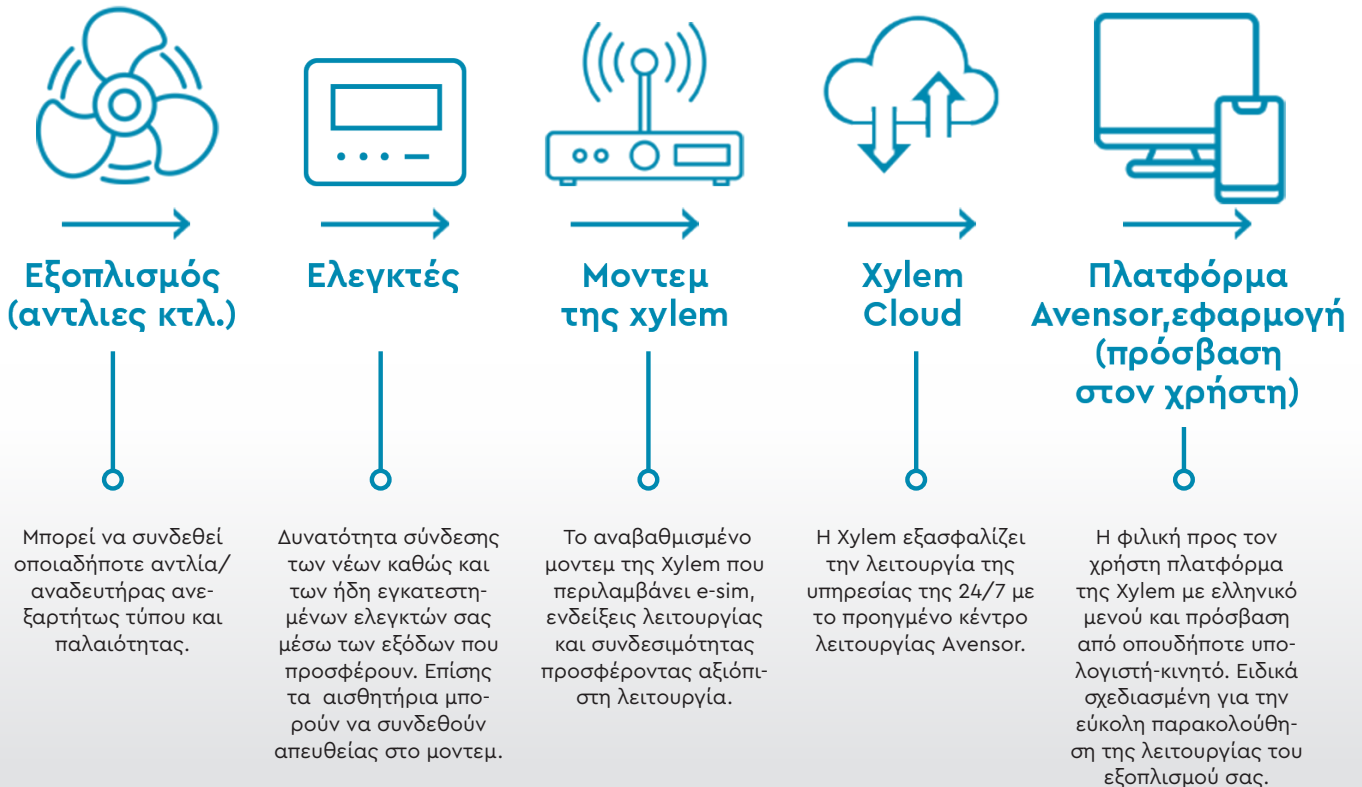 Εξοπλισμός
(αντλιες κτλ.)
Ελεγκτές
Μοντεμ
της xylem
Xylem
Cloud
Πλατφόρμα
Avensor,εφαρμογή
(πρόσβαση
στον χρήστη)
Μπορεί να συνδεθεί
οποιαδήποτε αντλία/
αναδευτήρας ανε-
ξαρτήτως τύπου και
παλαιότητας.
Δυνατότητα σύνδεσης
των νέων καθώς και
των ήδη εγκατεστη-
μένων ελεγκτών σας
μέσω των εξόδων που
προσφέρουν. Επίσης
τα  αισθητήρια μπο-
ρούν να συνδεθούν
απευθείας στο μοντεμ.
Το αναβαθμισμένο
μοντεμ της Xylem που
περιλαμβάνει e-sim,
ενδείξεις λειτουργίας
και συνδεσιμότητας
προσφέροντας αξιόπι-
στη λειτουργία.
Η Xylem εξασφαλίζει
την λειτουργία της
υπηρεσίας της 24/7 με
το προηγμένο κέντρο
λειτουργίας Avensor.
Η φιλική προς τον
χρήστη πλατφόρμα
της Xylem με ελληνικό
μενού και πρόσβαση
από οπουδήποτε υπο-
λογιστή-κινητό. Ειδικά
σχεδιασμένη για την
εύκολη παρακολούθη-
ση της λειτουργίας του
εξοπλισμού σας.